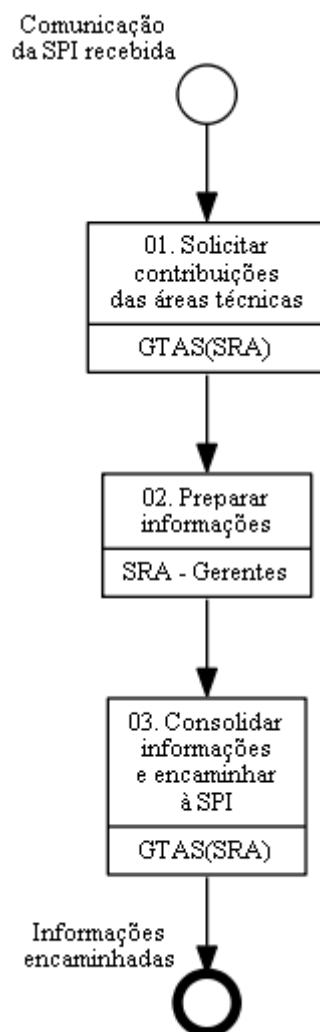 Comunicação
da SPI recebida
01. Solicitar
contribuições
das áreas técnicas
GTAS(SRA)
02. Preparar
informações
SRA - Gerentes
03. Consolidar
informações
e encaminhar
à SPI
GTAS(SRA)
Informações
encaminhadas